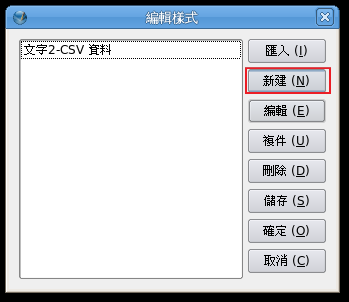 編輯樣式
文字2-CSV 資料
匯入 (I)
新建 (N)
編輯 (E)
複件 (U)
刪除 (D)
儲存 (S)
確定 (O)
取消 (C)